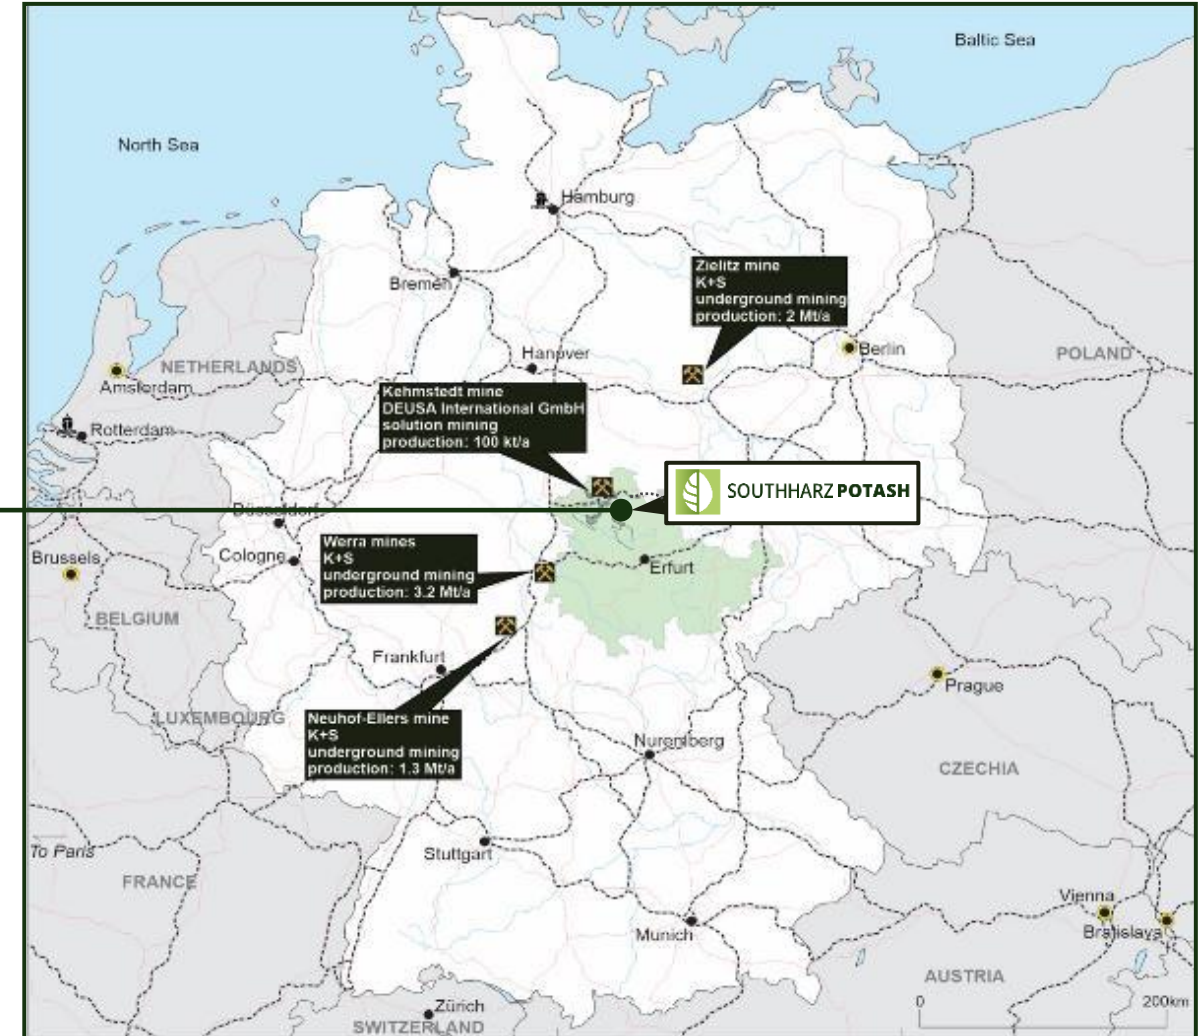 Baltic Sea
North Sea
Hamburg
Bremen
Zielitz mine
K+S
underground mining
production: 2 Mt/a
Hanover
Berlin
NETHERLANDS
POLAND
Amsterdam
Kehmstedt mine
DEUSA International GmbH
solution mining
production: 100 kt/a
Rotterdam
SOUTHHARZ POTASH
Düsseldorf
Cologne
Brussels
Werra mines
K+S
underground mining
production: 3.2 Mt/a
Erfurt
BELGIUM
Frankfurt
Prague
LUXEMBOURG
Neuhof-Ellers mine
K+S
underground mining
production: 1.3 Mt/a
Nuremberg
CZECHIA
To Paris
Stuttgart
FRANCE
Vienna
Bratislava
Munich
AUSTRIA
Zürich
SWITZERLAND
0 200km